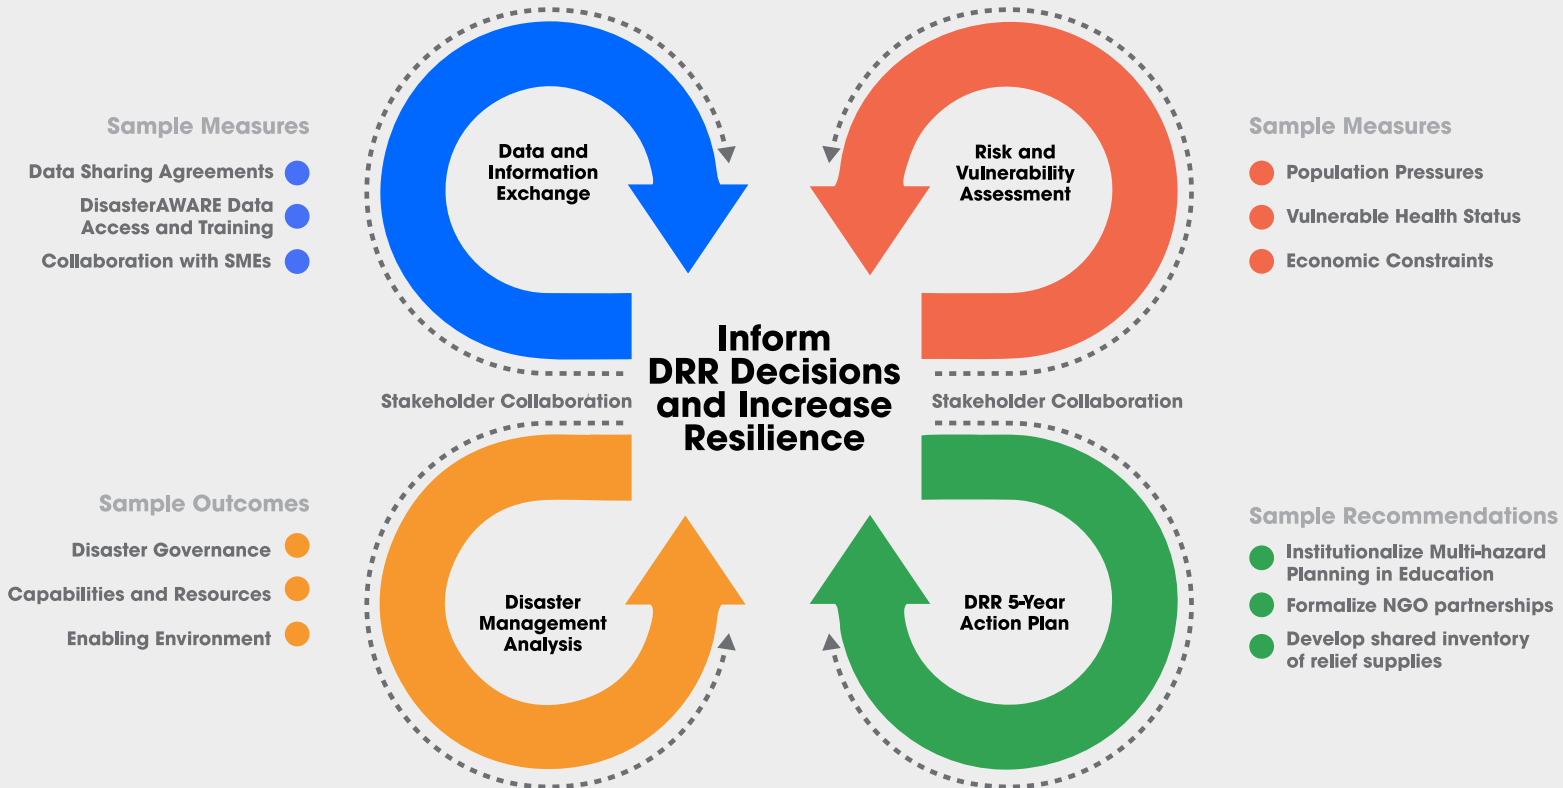 Sample Measures
Data Sharing Agreements
DisasterAWARE Data
Access and Training
Collaboration with SMEs
Data and
Information
Exchange
Risk and
Vulnerability
Assessment
Sample Measures
Population Pressures
Vulnerable Health Status
Economic Constraints
Inform
DRR Decisions
and Increase
Resilience
Stakeholder Collaboration
Stakeholder Collaboration
Sample Outcomes
Disaster Governance
Capabilities and Resources
Enabling Environment
Disaster
Management
Analysis
DRR 5-Year
Action Plan
Sample Recommendations
Institutionalize Multi-hazard
Planning in Education
Formalize NGO partnerships
Develop shared inventory
of relief supplies